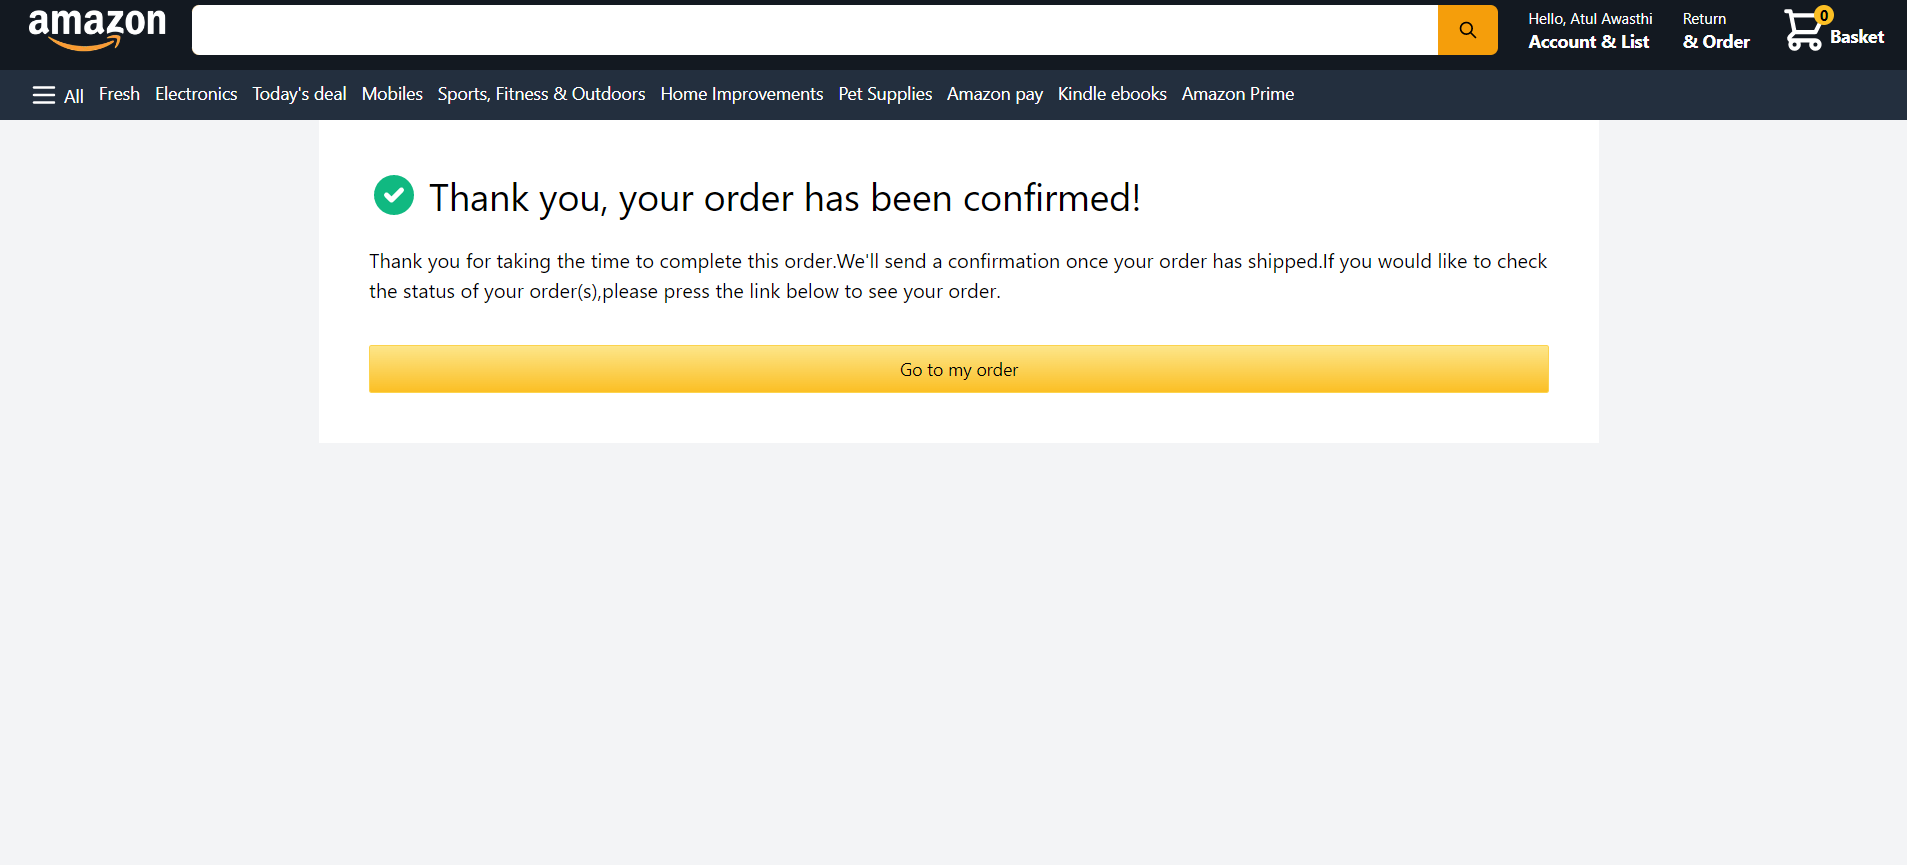 amazon
Hello, Atul Awasthi
Account & List
Return
& Order
0
Basket
All Fresh Electronics Today's deal Mobiles Sports, Fitness & Outdoors Home Improvements Pet Supplies Amazon pay Kindle ebooks Amazon Prime
Thank you, your order has been confirmed!
Thank you for taking the time to complete this order.We'll send a confirmation once your order has shipped.If you would like to check
the status of your order(s),please press the link below to see your order.
Go to my order